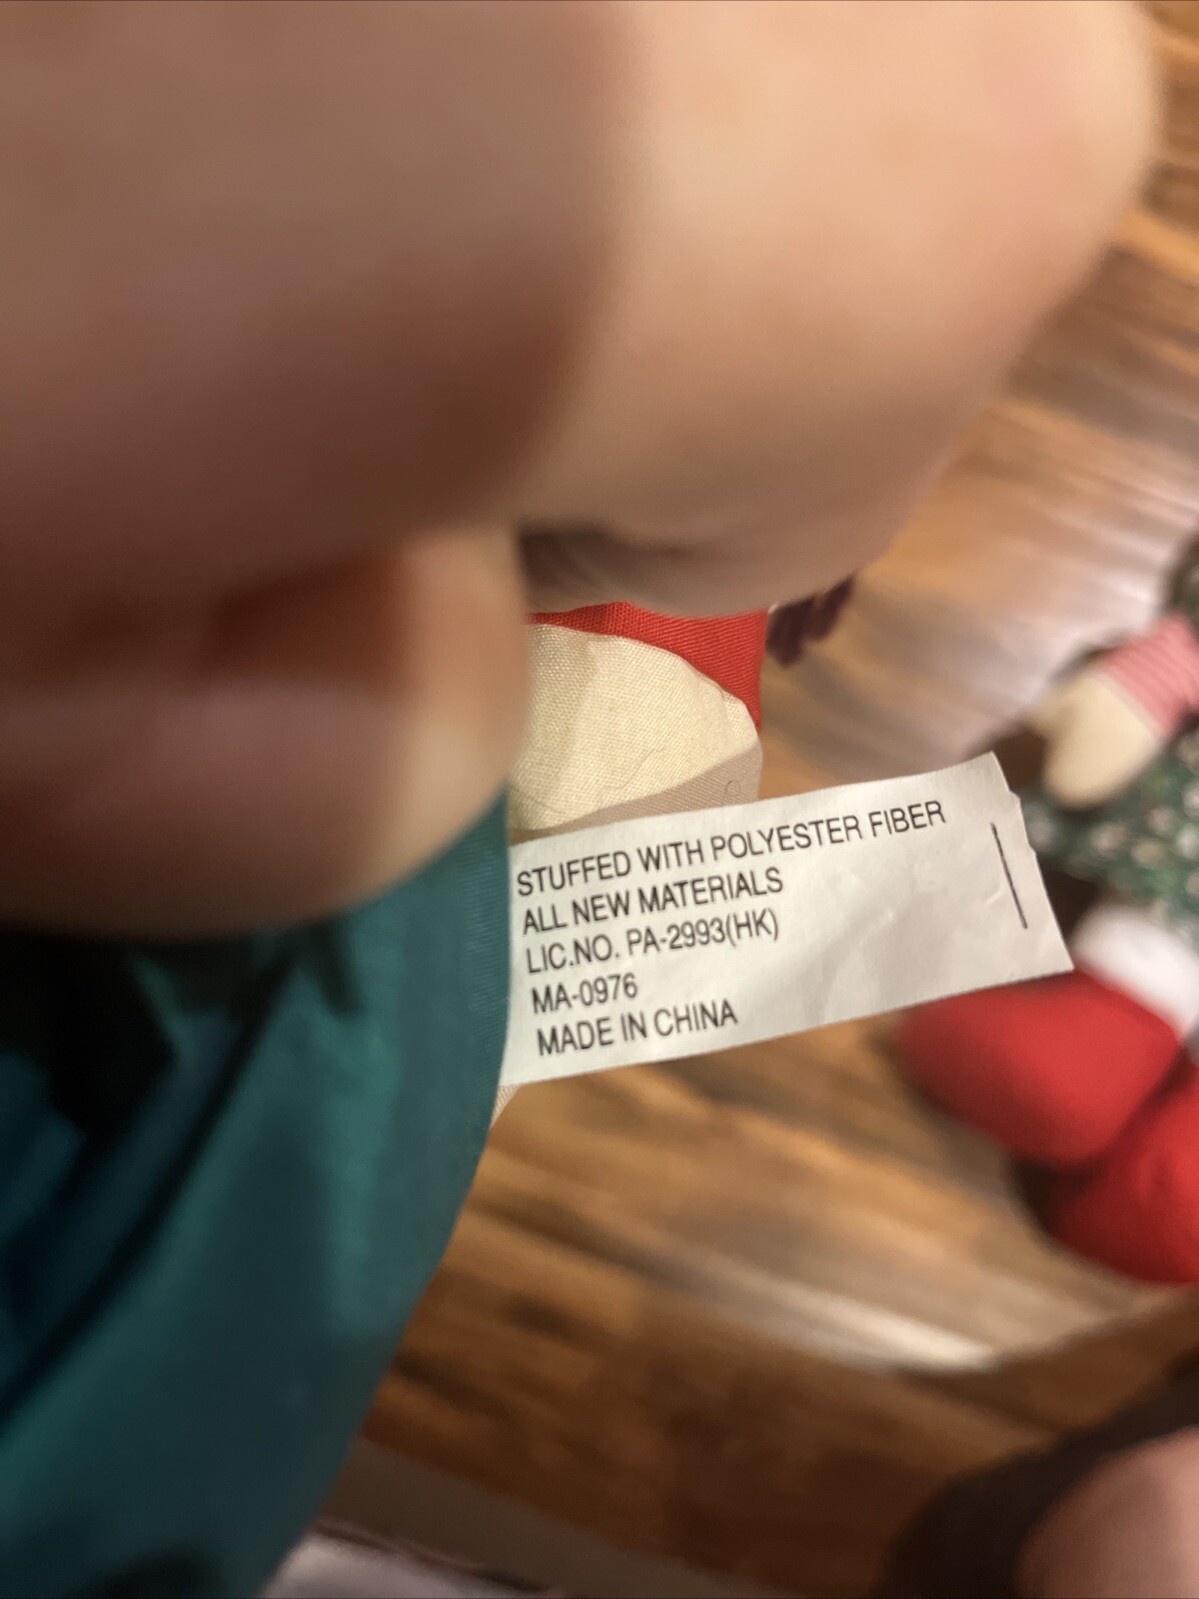 STUFFED WITH POLYESTER FIBER
ALL NEW MATERIALS
LIC.NO. PA-2993(HK)
MA-0976
MADE IN CHINA